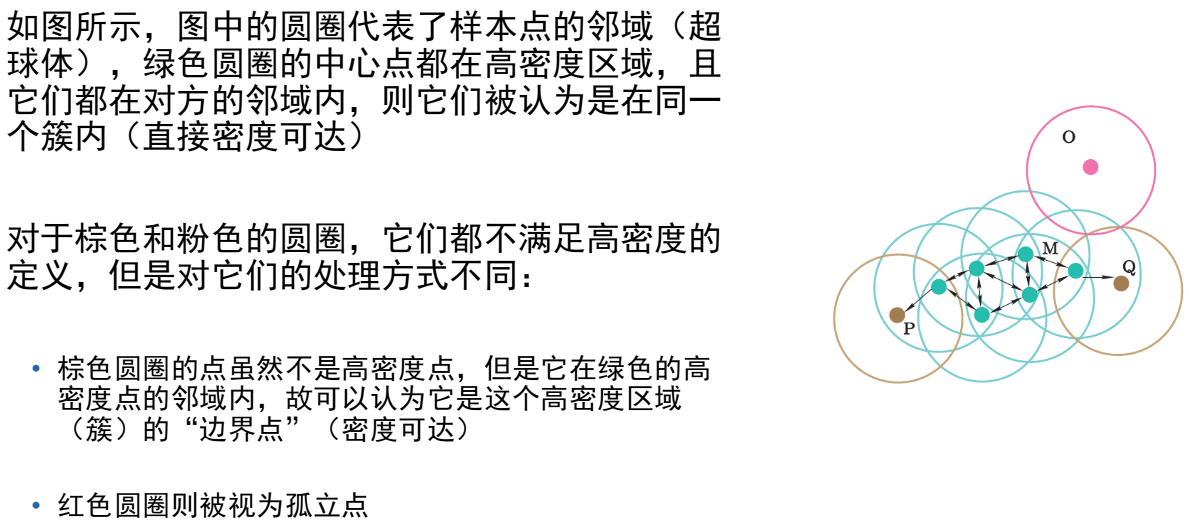 如图所示，图中的圆圈代表了样本点的邻域（超
球体），绿色圆圈的中心点都在高密度区域，且
它们都在对方的邻域内，则它们被认为是在同一
个簇内（直接密度可达）
对于棕色和粉色的圆圈，它们都不满足高密度的
定义，但是对它们的处理方式不同：
• 棕色圆圈的点虽然不是高密度点，但是它在绿色的高
密度点的邻域内，故可以认为它是这个高密度区域
（簇）的“边界点”（密度可达）
• 红色圆圈则被视为孤立点
O
M
Q
P